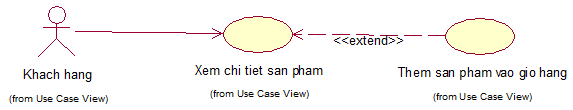 <<extend>>
Khach hang
Xem chi tiet san pham
Them san pham vao gio hang
(from Use Case View)
(from Use Case View)
(from Use Case View)